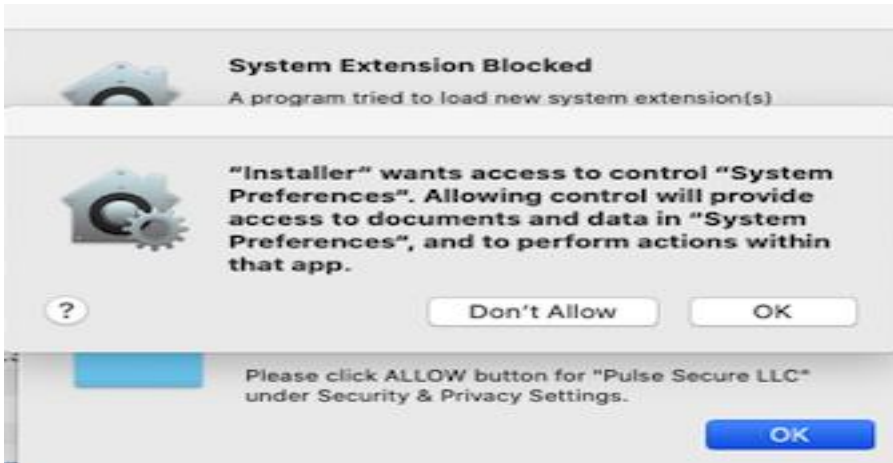 System Extension Blocked
A program tried to load new system extension(s)
"Installer" wants access to control "System
Preferences". Allowing control will provide
access to documents and data in "System
Preferences", and to perform actions within
that app.
?
Don't Allow
OK
Please click ALLOW button for "Pulse Secure LLC"
under Security & Privacy Settings.
OK